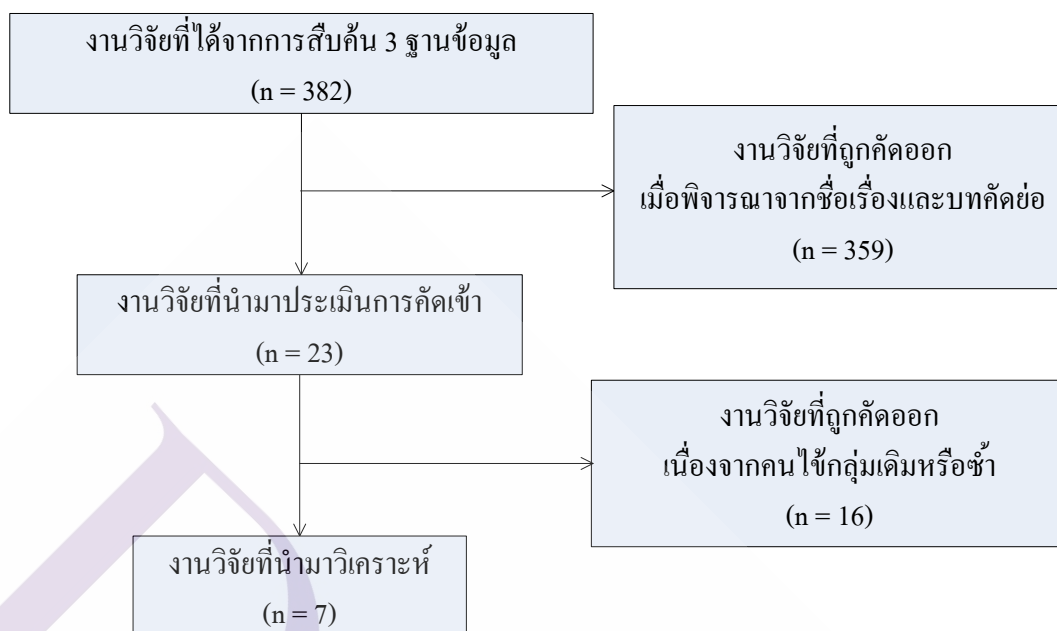 งานวิจัยที่ได้จากการสืบค้น 3 ฐานข้อมูล
(n = 382)
งานวิจัยที่ถูกคัดออก
เมื่อพิจารณาจากชื่อเรื่องและบทคัดย่อ
(n = 359)
งานวิจัยที่นำมาประเมินการคัดเข้า
(n = 23)
งานวิจัยที่ถูกคัดออก
เนื่องจากคนไข้กลุ่มเดิมหรือซ้ำ
(n = 16)
งานวิจัยที่นำมาวิเคราะห์
(n = 7)